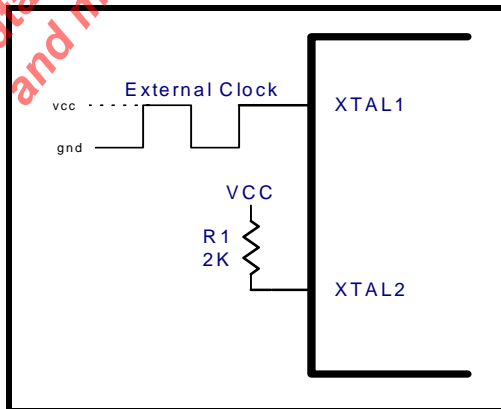 and m
External Clock
vcc
XTAL1
gnd
VCC
R1
2K
XTAL2